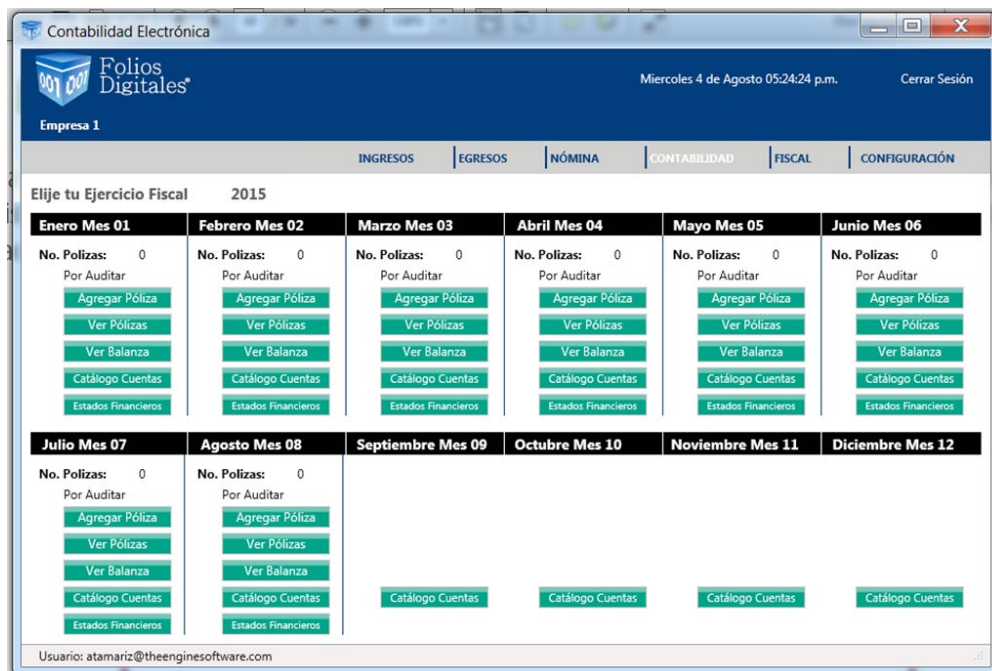 Contabilidad Electrónica
Folios
Digitales®
Miercoles 4 de Agosto 05:24:24 p.m. Cerrar Sesión
Empresa 1
INGRESOS EGRESOS NÓMINA CONTABILIDAD FISCAL CONFIGURACIÓN
Elije tu Ejercicio Fiscal 2015
Enero Mes 01 Febrero Mes 02 Marzo Mes 03 Abril Mes 04 Mayo Mes 05 Junio Mes 06
No. Polizas: 0 No. Polizas: 0 No. Polizas: 0 No. Polizas: 0 No. Polizas: 0 No. Polizas: 0
Por Auditar Por Auditar Por Auditar Por Auditar Por Auditar Por Auditar
Agregar Póliza Agregar Póliza Agregar Póliza Agregar Póliza Agregar Póliza Agregar Póliza
Ver Pólizas Ver Pólizas Ver Pólizas Ver Pólizas Ver Pólizas Ver Pólizas
Ver Balanza Ver Balanza Ver Balanza Ver Balanza Ver Balanza Ver Balanza
Catálogo Cuentas Catálogo Cuentas Catálogo Cuentas Catálogo Cuentas Catálogo Cuentas Catálogo Cuentas
Estados Financieros Estados Financieros Estados Financieros Estados Financieros Estados Financieros Estados Financieros
Julio Mes 07 Agosto Mes 08 Septiembre Mes 09 Octubre Mes 10 Noviembre Mes 11 Diciembre Mes 12
No. Polizas: 0 No. Polizas: 0
Por Auditar Por Auditar
Agregar Póliza Agregar Póliza
Ver Pólizas Ver Pólizas
Ver Balanza Ver Balanza
Catálogo Cuentas Catálogo Cuentas Catálogo Cuentas Catálogo Cuentas Catálogo Cuentas Catálogo Cuentas
Estados Financieros Estados Financieros
Usuario: atamariz@theenginesoftware.com